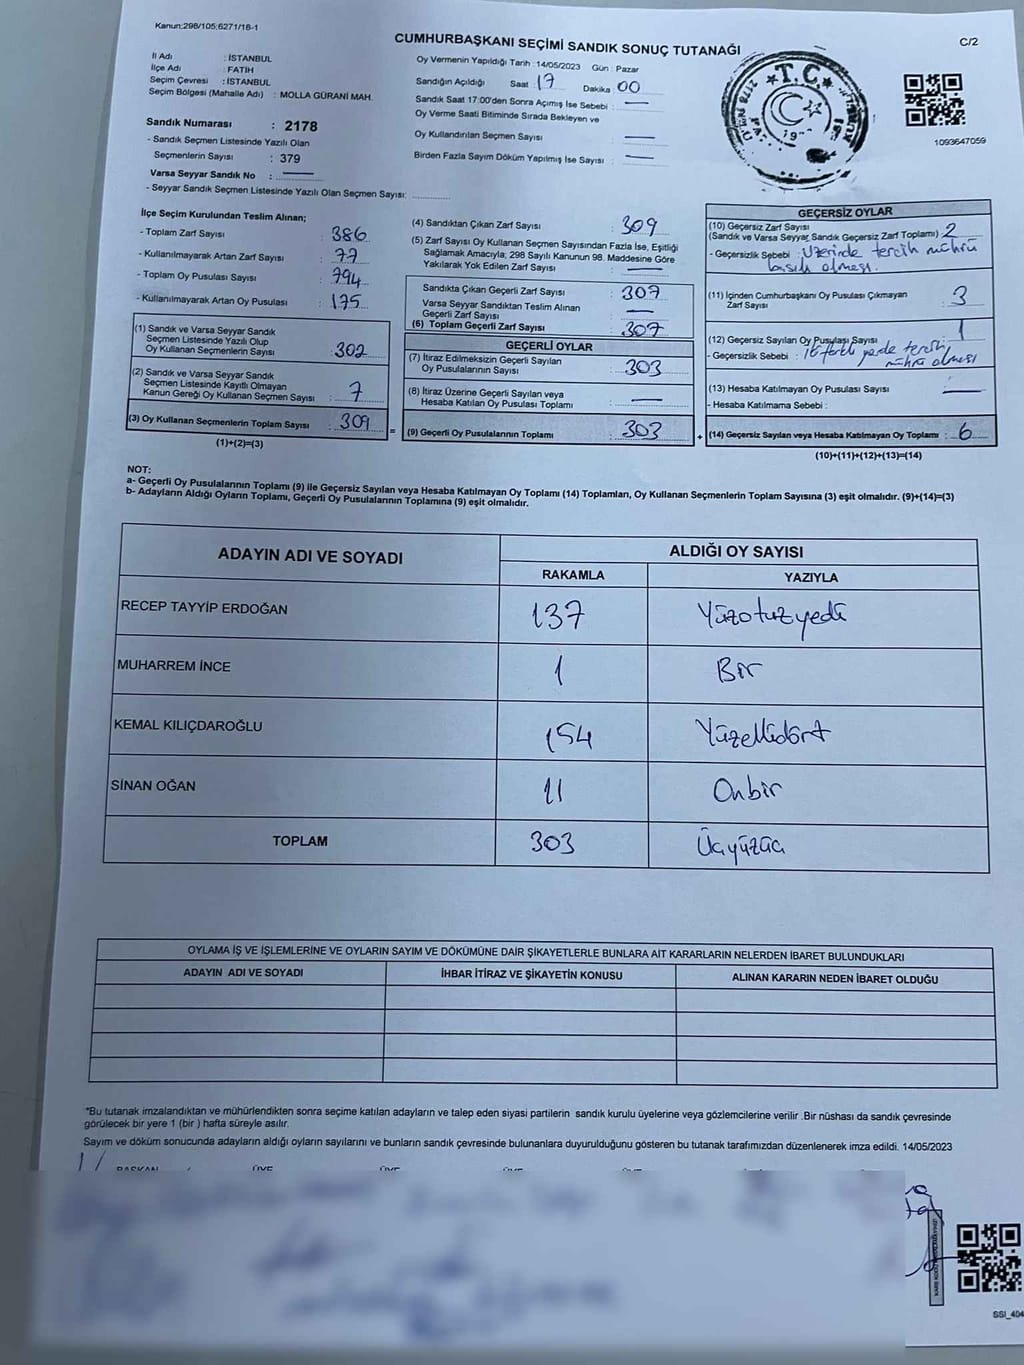 Kanun;298/105;6271/18-1
CUMHURBAŞKANI SEÇİMİ SANDIK SONUÇ TUTANAĞI
C/2
İl Adı : İSTANBUL
İlçe Adı : FATİH
Seçim Çevresi : İSTANBUL
Seçim Bölgesi (Mahalle Adı) : MOLLA GÜRANİ MAH.
Sandık Numarası : 2178
- Sandık Seçmen Listesinde Yazılı Olan
Seçmenlerin Sayısı : 379
Varsa Seyyar Sandık No : —
- Seyyar Sandık Seçmen Listesinde Yazılı Olan Seçmen Sayısı:
Oy Vermenin Yapıldığı Tarih : 14/05/2023 Gün : Pazar
Sandığın Açıldığı Saat : 17 Dakika : 00
Sandık Saat 17:00'den Sonra Açımış İse Sebebi : —
Oy Verme Saati Bitiminde Sırada Bekleyen ve
Oy Kullandırılan Seçmen Sayısı —
Birden Fazla Sayım Döküm Yapılmış İse Sayısı : —
T.C.
1093647059
İlçe Seçim Kurulundan Teslim Alınan;
- Toplam Zarf Sayısı : 386
- Kullanılmayarak Artan Zarf Sayısı : 77
- Toplam Oy Pusulası Sayısı : 794
- Kullanılmayarak Artan Oy Pusulası : 175
(1) Sandık ve Varsa Seyyar Sandık
Seçmen Listesinde Yazılı Olup
Oy Kullanan Seçmenlerin Sayısı : 302
(2) Sandık ve Varsa Seyyar Sandık
Seçmen Listesinde Kayıtlı Olmayan
Kanun Gereği Oy Kullanan Seçmen Sayısı : 7
(3) Oy Kullanan Seçmenlerin Toplam Sayısı : 309
(1)+(2)=(3)
(4) Sandıktan Çıkan Zarf Sayısı : 309
(5) Zarf Sayısı Oy Kullanan Seçmen Sayısından Fazla İse, Eşitliği
Sağlamak Amacıyla, 298 Sayılı Kanunun 98. Maddesine Göre
Yakılarak Yok Edilen Zarf Sayısı : —
Sandıkta Çıkan Geçerli Zarf Sayısı : 307
Varsa Seyyar Sandıktan Teslim Alınan
Geçerli Zarf Sayısı : —
(6) Toplam Geçerli Zarf Sayısı : 307
GEÇERLİ OYLAR
(7) İtiraz Edilmeksizin Geçerli Sayılan
Oy Pusulalarının Sayısı : 303
(8) İtiraz Üzerine Geçerli Sayılan veya
Hesaba Katılan Oy Pusulası Toplamı : —
= (9) Geçerli Oy Pusulalarının Toplamı : 303
GEÇERSİZ OYLAR
(10) Geçersiz Zarf Sayısı
(Sandık ve Varsa Seyyar Sandık Geçersiz Zarf Toplamı) : 2
- Geçersizlik Sebebi : Üzerinde tercih mührü
basılı olması.
(11) İçinden Cumhurbaşkanı Oy Pusulası Çıkmayan
Zarf Sayısı : 3
(12) Geçersiz Sayılan Oy Pusulası Sayısı : 1
- Geçersizlik Sebebi : farklı yerde tercih
mührü olması
(13) Hesaba Katılmayan Oy Pusulası Sayısı : —
- Hesaba Katılmama Sebebi :
+ (14) Geçersiz Sayılan veya Hesaba Katılmayan Oy Toplamı : 6
(10)+(11)+(12)+(13)=(14)
NOT:
a- Geçerli Oy Pusulalarının Toplamı (9) ile Geçersiz Sayılan veya Hesaba Katılmayan Oy Toplamı (14) Toplamları, Oy Kullanan Seçmenlerin Toplam Sayısına (3) eşit olmalıdır. (9)+(14)=(3)
b- Adayların Aldığı Oyların Toplamı, Geçerli Oy Pusulalarının Toplamına (9) eşit olmalıdır.
ADAYIN ADI VE SOYADI ALDIĞI OY SAYISI
RAKAMLA YAZIYLA
RECEP TAYYİP ERDOĞAN 137 Yüzotuzyedi
MUHARREM İNCE 1 Bir
KEMAL KILIÇDAROĞLU 154 Yüzellidört
SİNAN OĞAN 11 Onbir
TOPLAM 303 Üçyüzüç
OYLAMA İŞ VE İŞLEMLERİNE VE OYLARIN SAYIM VE DÖKÜMÜNE DAİR ŞİKAYETLERLE BUNLARA AİT KARARLARIN NELERDEN İBARET BULUNDUKLARI
ADAYIN ADI VE SOYADI İHBAR İTİRAZ VE ŞİKAYETİN KONUSU ALINAN KARARIN NEDEN İBARET OLDUĞU
*Bu tutanak imzalandıktan ve mühürlendikten sonra seçime katılan adayların ve talep eden siyasi partilerin sandık kurulu üyelerine veya gözlemcilerine verilir .Bir nüshası da sandık çevresinde
görülecek bir yere 1 (bir ) hafta süreyle asılır.
Sayım ve döküm sonucunda adayların aldığı oyların sayılarını ve bunların sandık çevresinde bulunanlara duyurulduğunu gösteren bu tutanak tarafımızdan düzenlenerek imza edildi. 14/05/2023
BAŞKAN ÜYE ÜYE ÜYE ÜYE
SSI_404